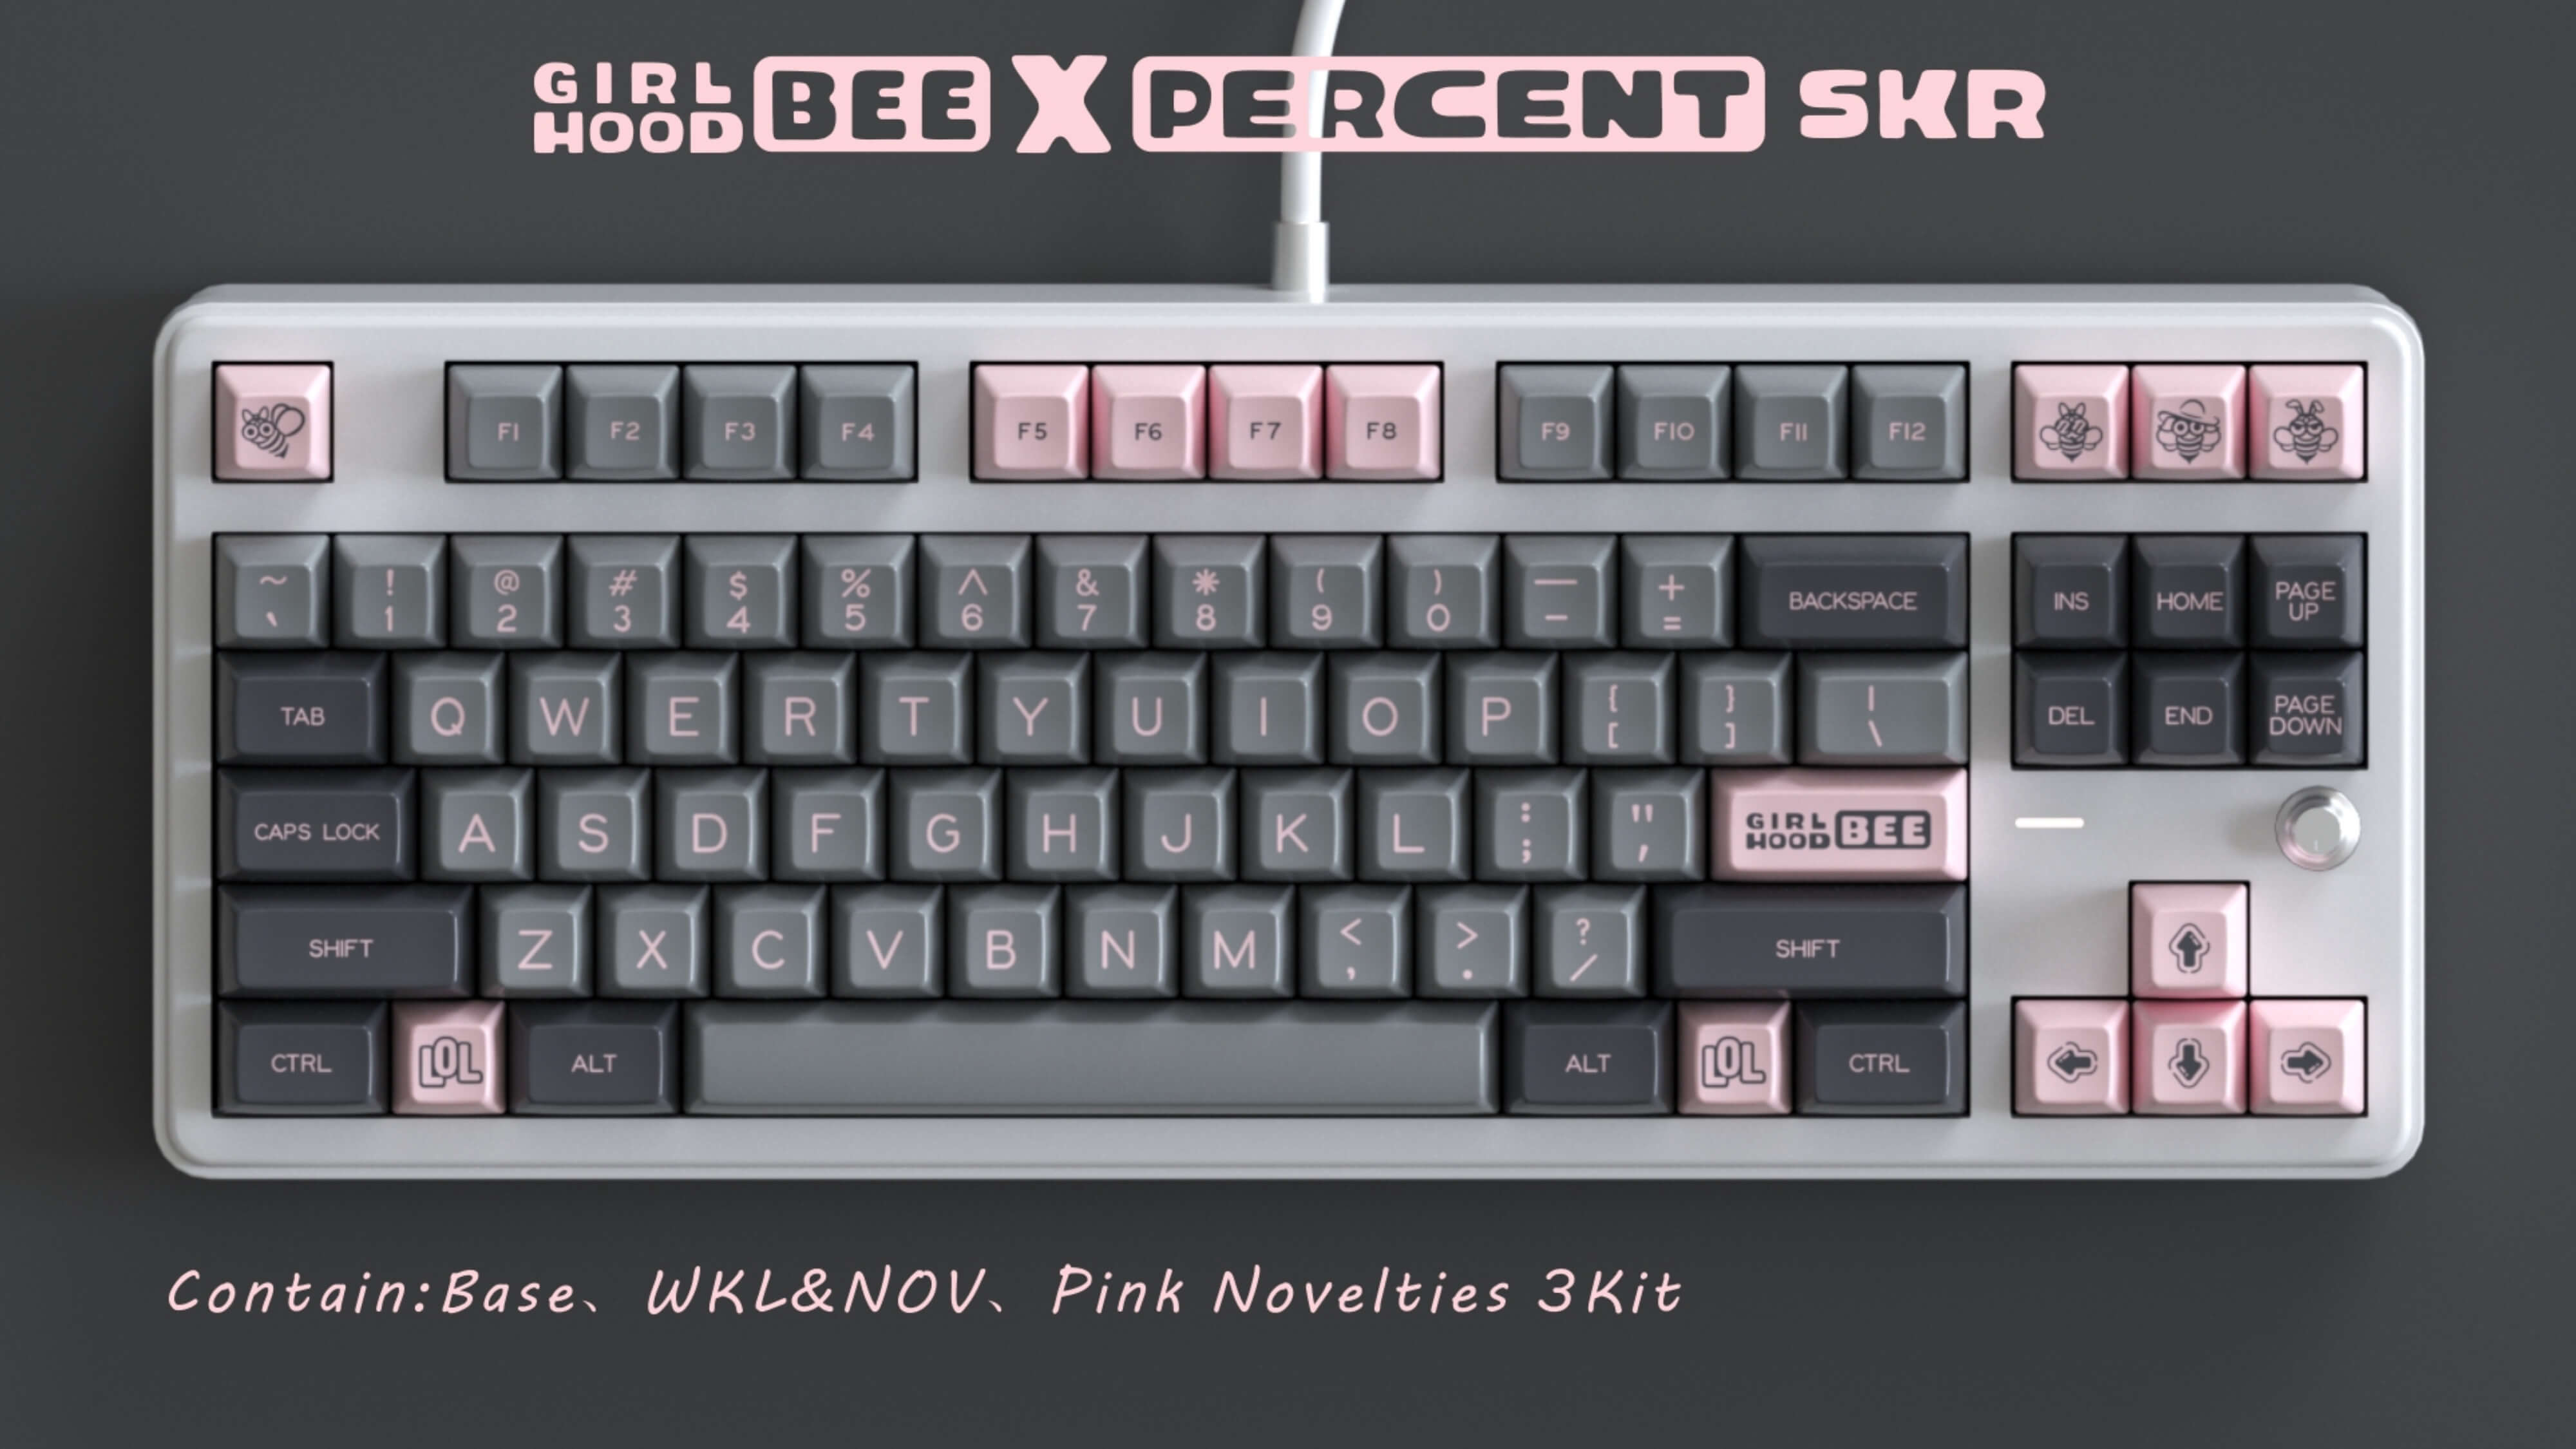 GIRL HOOD BEE X PERCENT SKR
F1 F2 F3 F4 F5 F6 F7 F8 F9 F10 F11 F12
~ ! @ # $ % ^ & * ( ) — +
` 1 2 3 4 5 6 7 8 9 0 - = BACKSPACE INS HOME PAGE UP
TAB Q W E R T Y U I O P { [ } ] | \ DEL END PAGE DOWN
CAPS LOCK A S D F G H J K L : ; " ' GIRL HOOD BEE
SHIFT Z X C V B N M < , > . ? / SHIFT
CTRL LOL ALT ALT LOL CTRL
Contain:Base、WKL&NOV、Pink Novelties 3Kit